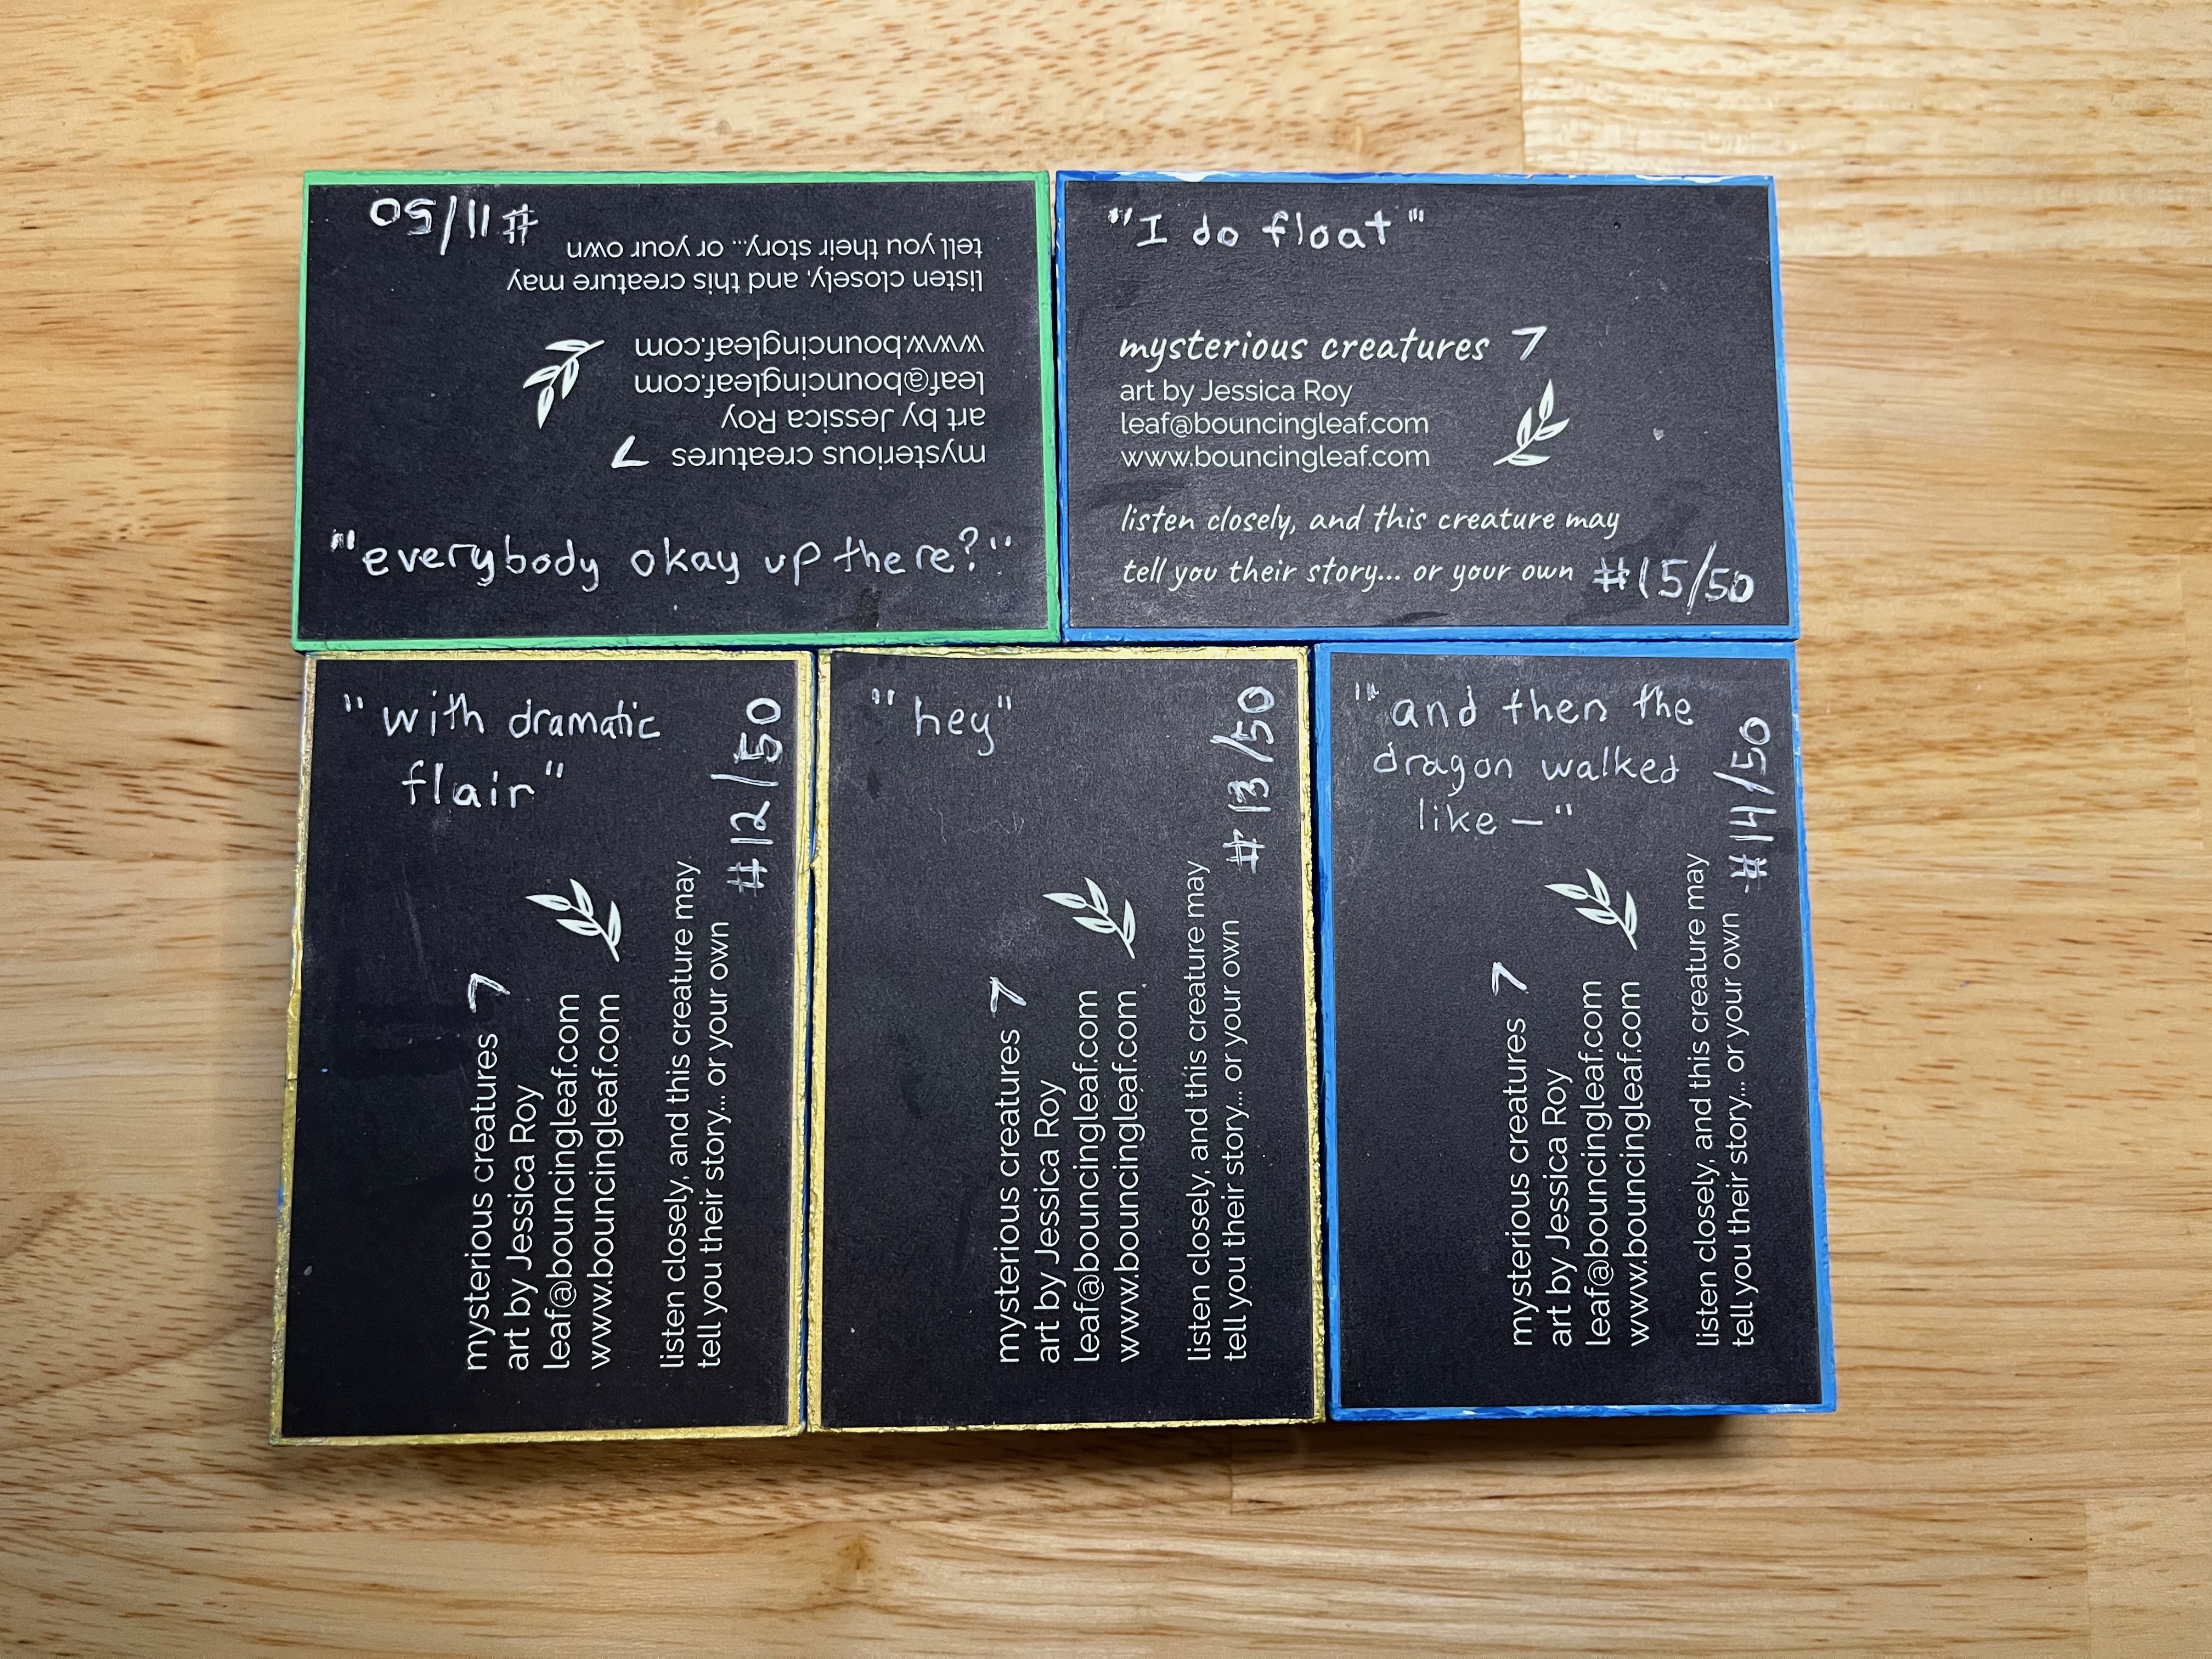 "everybody okay up there?"
mysterious creatures 7
art by Jessica Roy
leaf@bouncingleaf.com
www.bouncingleaf.com
listen closely, and this creature may
tell you their story... or your own
#11/50
"I do float"
mysterious creatures 7
art by Jessica Roy
leaf@bouncingleaf.com
www.bouncingleaf.com
listen closely, and this creature may
tell you their story... or your own #15/50
"with dramatic
flair"
mysterious creatures 7
art by Jessica Roy
leaf@bouncingleaf.com
www.bouncingleaf.com
listen closely, and this creature may
tell you their story... or your own
#12/50
"hey"
mysterious creatures 7
art by Jessica Roy
leaf@bouncingleaf.com
www.bouncingleaf.com
listen closely, and this creature may
tell you their story... or your own
#13/50
"and then the
dragon walked
like—"
mysterious creatures 7
art by Jessica Roy
leaf@bouncingleaf.com
www.bouncingleaf.com
listen closely, and this creature may
tell you their story... or your own
#14/50